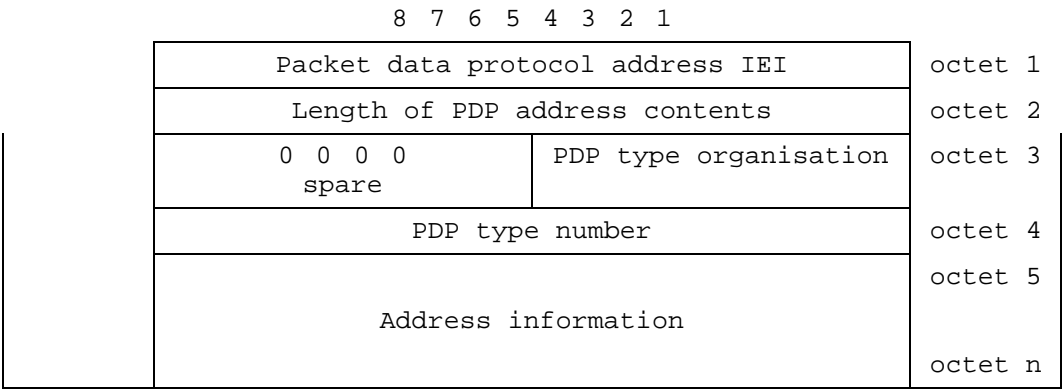 8 7 6 5 4 3 2 1
Packet data protocol address IEI octet 1
Length of PDP address contents octet 2
0 0 0 0 PDP type organisation octet 3
spare
PDP type number octet 4
octet 5
Address information
octet n